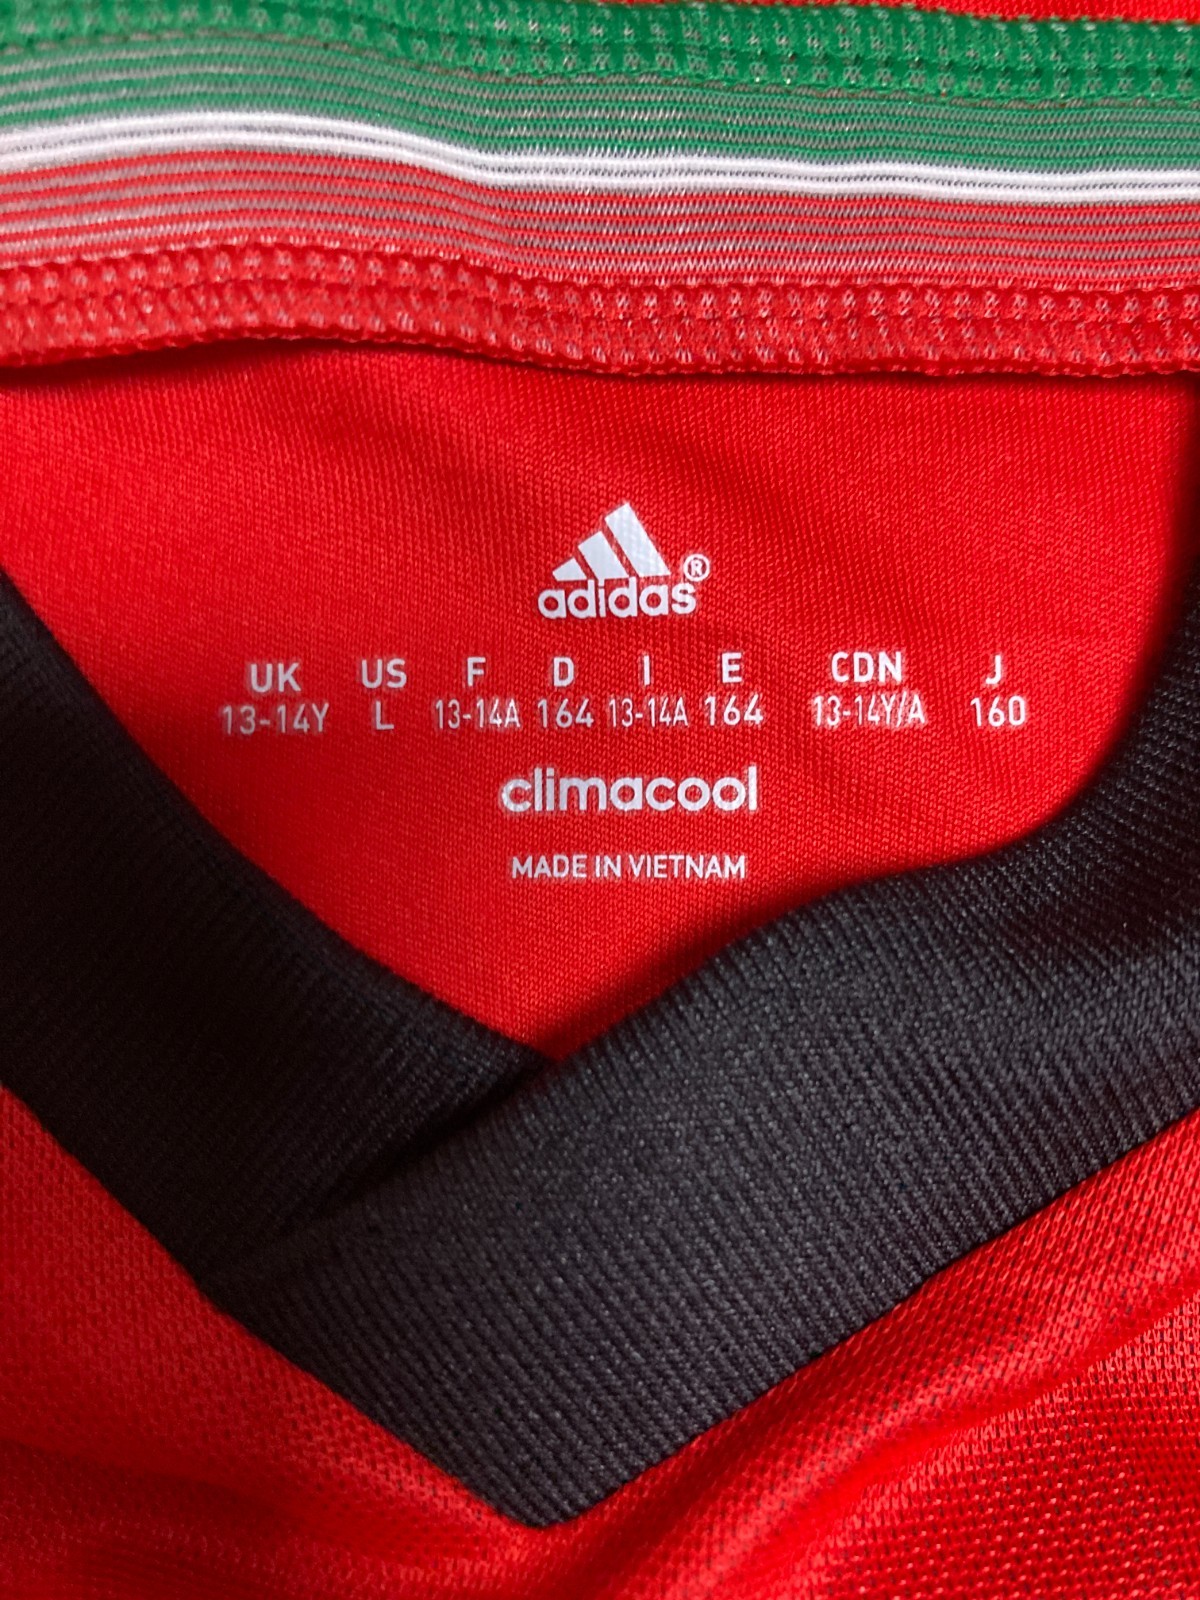 adidas®
UK US F D I E CDN J
13-14Y L 13-14A 164 13-14A 164 13-14Y/A 160
climacool
MADE IN VIETNAM